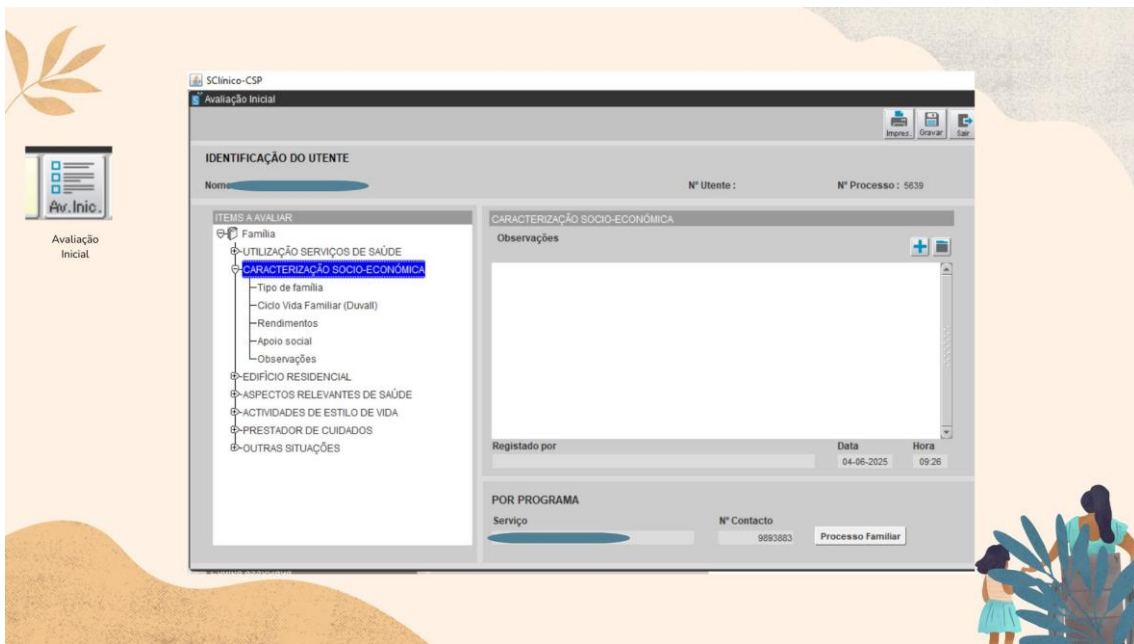 SClínico-CSP
Avaliação Inicial
Impres. Gravar Sair
IDENTIFICAÇÃO DO UTENTE
Nome
Nº Utente :
Nº Processo : 5639
Av.Inic.
Avaliação
Inicial
ITEMS A AVALIAR
Família
UTILIZAÇÃO SERVIÇOS DE SAÚDE
CARACTERIZAÇÃO SOCIO-ECONÓMICA
Tipo de família
Ciclo Vida Familiar (Duvall)
Rendimentos
Apoio social
Observações
EDIFÍCIO RESIDENCIAL
ASPECTOS RELEVANTES DE SAÚDE
ACTIVIDADES DE ESTILO DE VIDA
PRESTADOR DE CUIDADOS
OUTRAS SITUAÇÕES
CARACTERIZAÇÃO SOCIO-ECONÓMICA
Observações
Registado por
Data
Hora
04-06-2025
09:26
POR PROGRAMA
Serviço
Nº Contacto
9893883
Processo Familiar